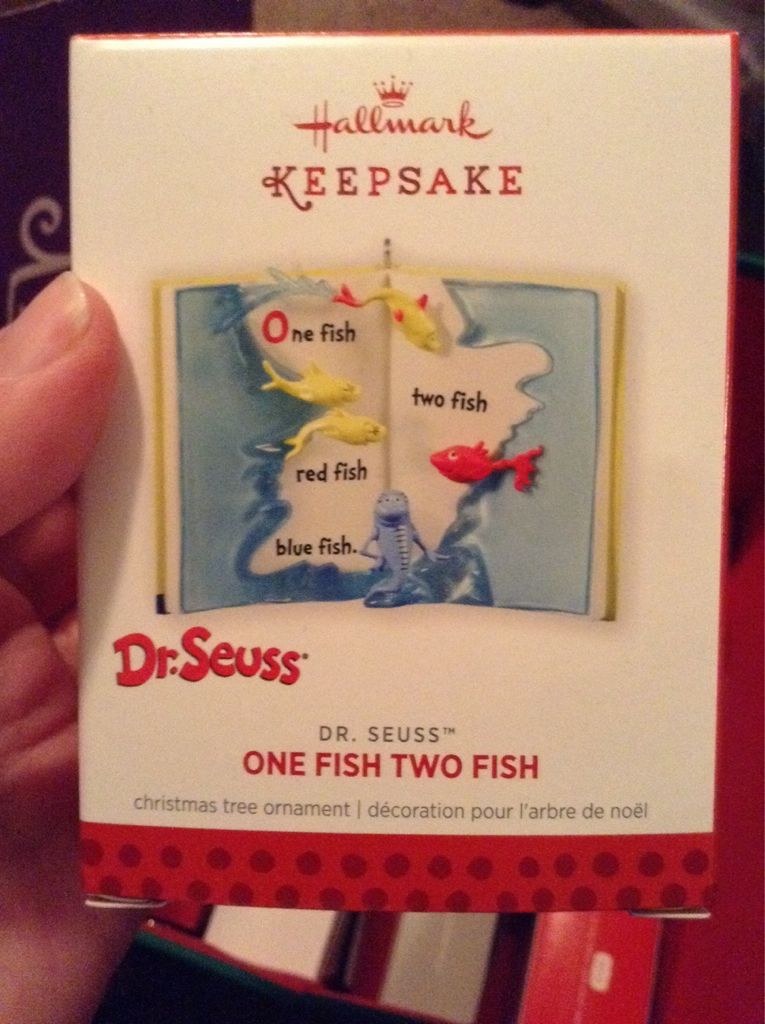 Hallmark
KEEPSAKE
One fish
two fish
red fish
blue fish.
Dr. Seuss
DR. SEUSS™
ONE FISH TWO FISH
christmas tree ornament | décoration pour l'arbre de noël